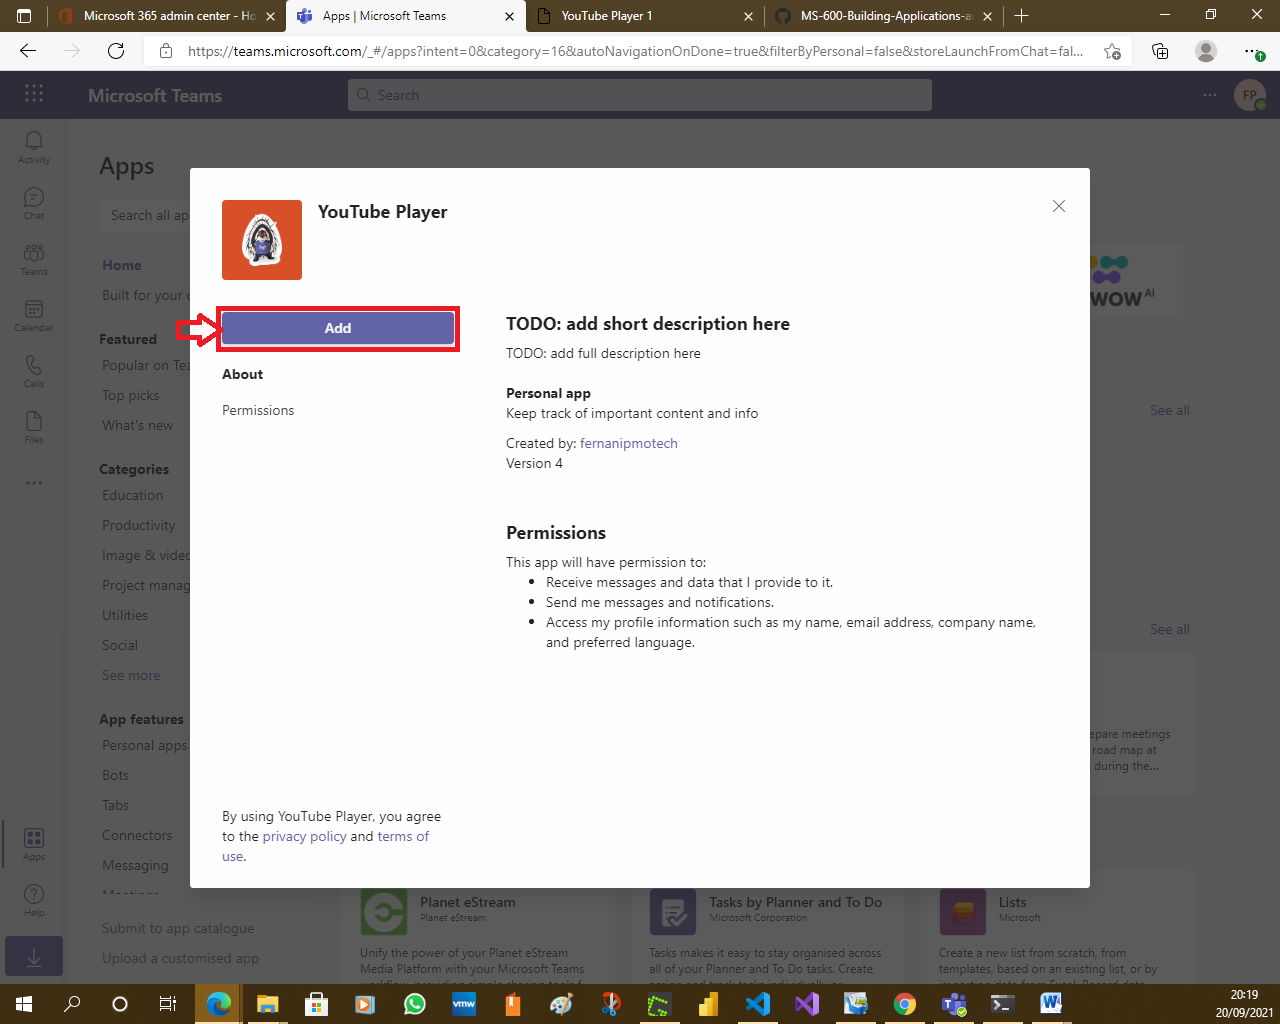 Microsoft 365 admin center - Ho
Apps | Microsoft Teams
YouTube Player 1
MS-600-Building-Applications-a
https://teams.microsoft.com/_#/apps?intent=0&category=16&autoNavigationOnDone=true&filterByPersonal=false&storeLaunchFromChat=fal...
Microsoft Teams
Search
FP
Activity
Chat
Teams
Calendar
Calls
Files
Apps
Help
Apps
Search all ap
Home
Built for your
Featured
Popular on Tea
Top picks
What's new
Categories
Education
Productivity
Image & video
Project manag
Utilities
Social
See more
App features
Personal apps
Bots
Tabs
Connectors
Messaging
Meetings
Submit to app catalogue
Upload a customised app
YouTube Player
Add
About
Permissions
By using YouTube Player, you agree
to the privacy policy and terms of
use.
TODO: add short description here
TODO: add full description here
Personal app
Keep track of important content and info
Created by: fernanipmotech
Version 4
Permissions
This app will have permission to:
Receive messages and data that I provide to it.
Send me messages and notifications.
Access my profile information such as my name, email address, company name,
and preferred language.
WOW AI
See all
See all
epare meetings
road map at
during the...
Planet eStream
Planet eStream
Unify the power of your Planet eStream
Media Platform with your Microsoft Teams
Tasks by Planner and To Do
Microsoft Corporation
Tasks makes it easy to stay organised across
all of your Planner and To Do tasks. Create,
Lists
Microsoft
Create a new list from scratch, from
templates, based on an existing list, or by
vmw
20:19
20/09/2021